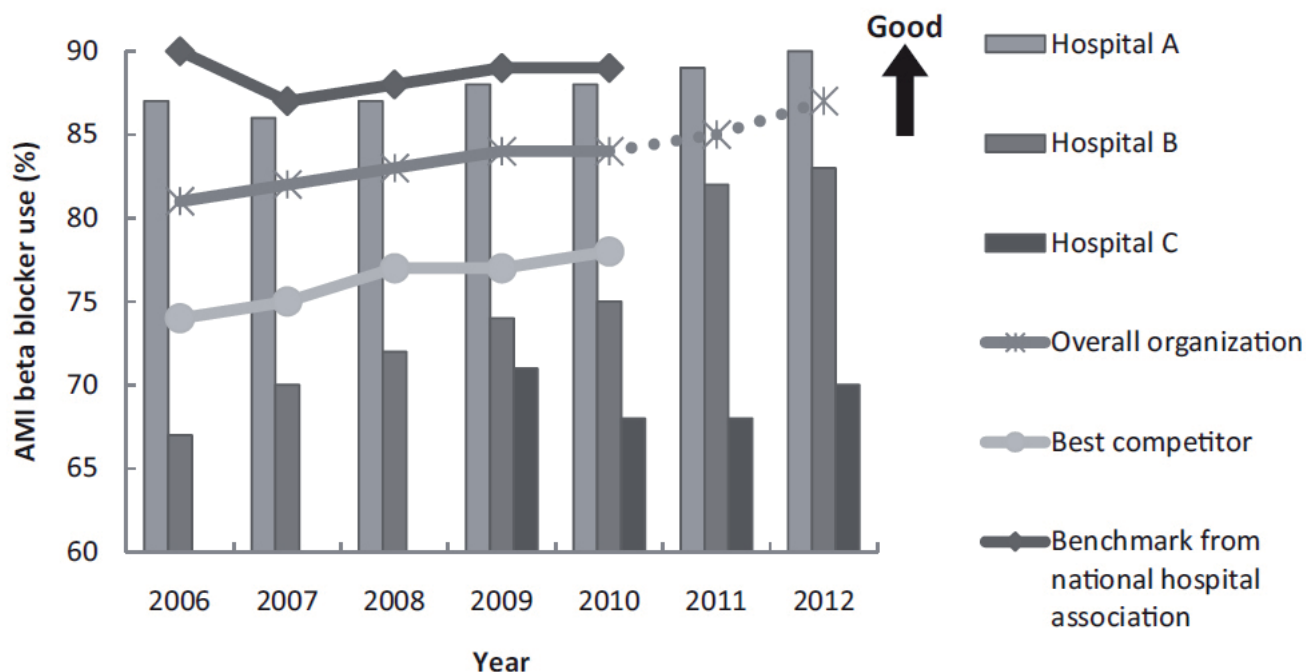 Good
90
85
80
75
70
65
60
AMI beta blocker use (%)
2006 2007 2008 2009 2010 2011 2012
Year
Hospital A
Hospital B
Hospital C
Overall organization
Best competitor
Benchmark from
national hospital
association